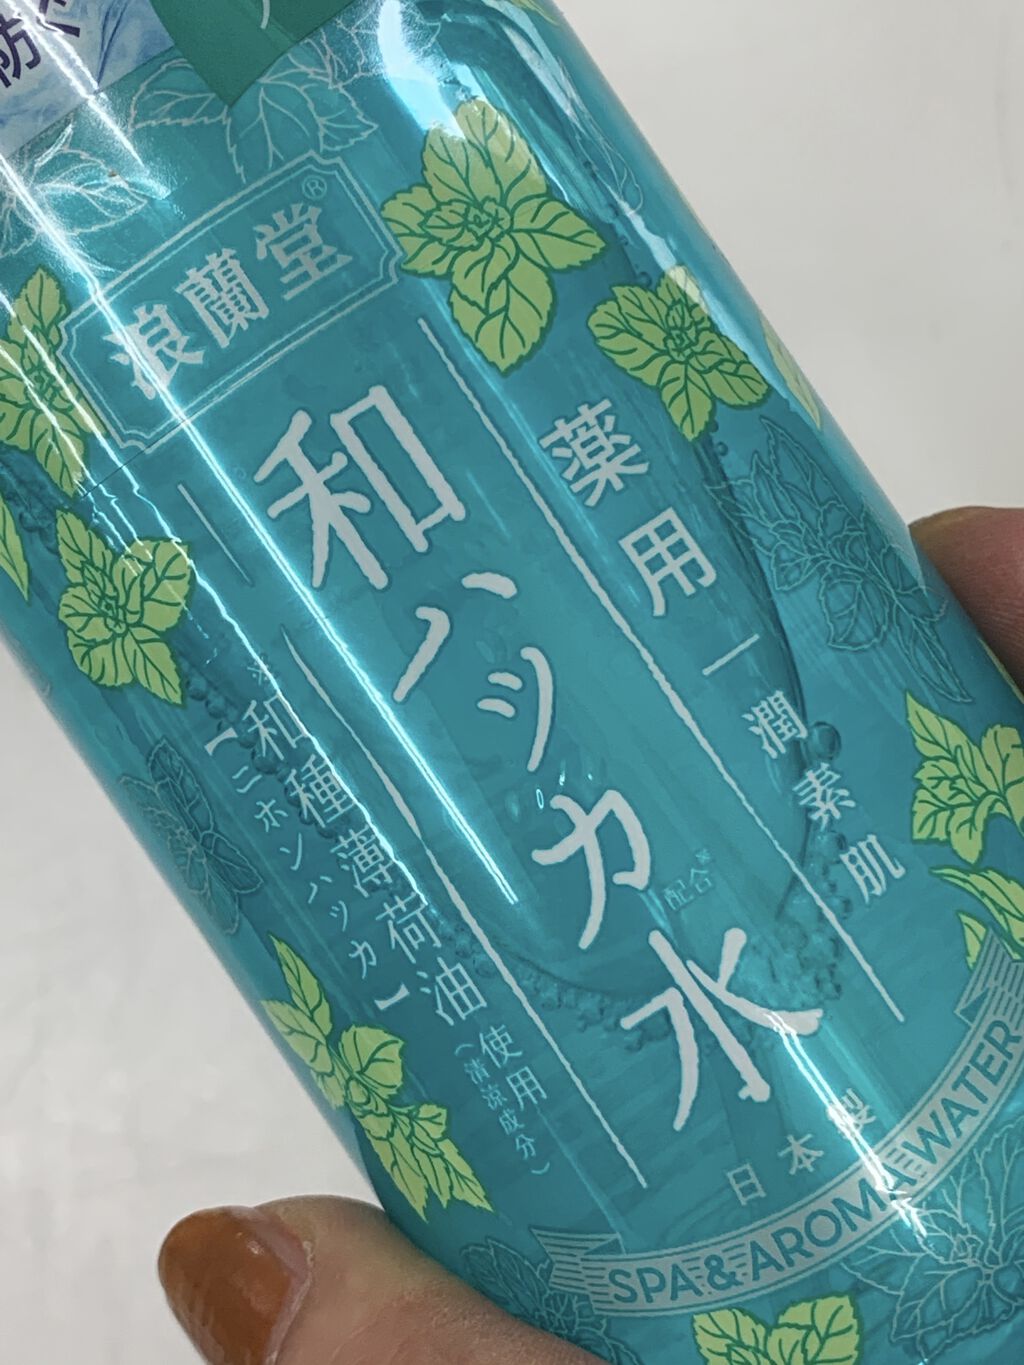 防ぐ
浪蘭堂®
薬用 潤素肌
和ハッカ水
※配合
※和種薄荷油使用
【ニホンハッカ】(清涼成分)
日本製
SPA & AROMA WATER